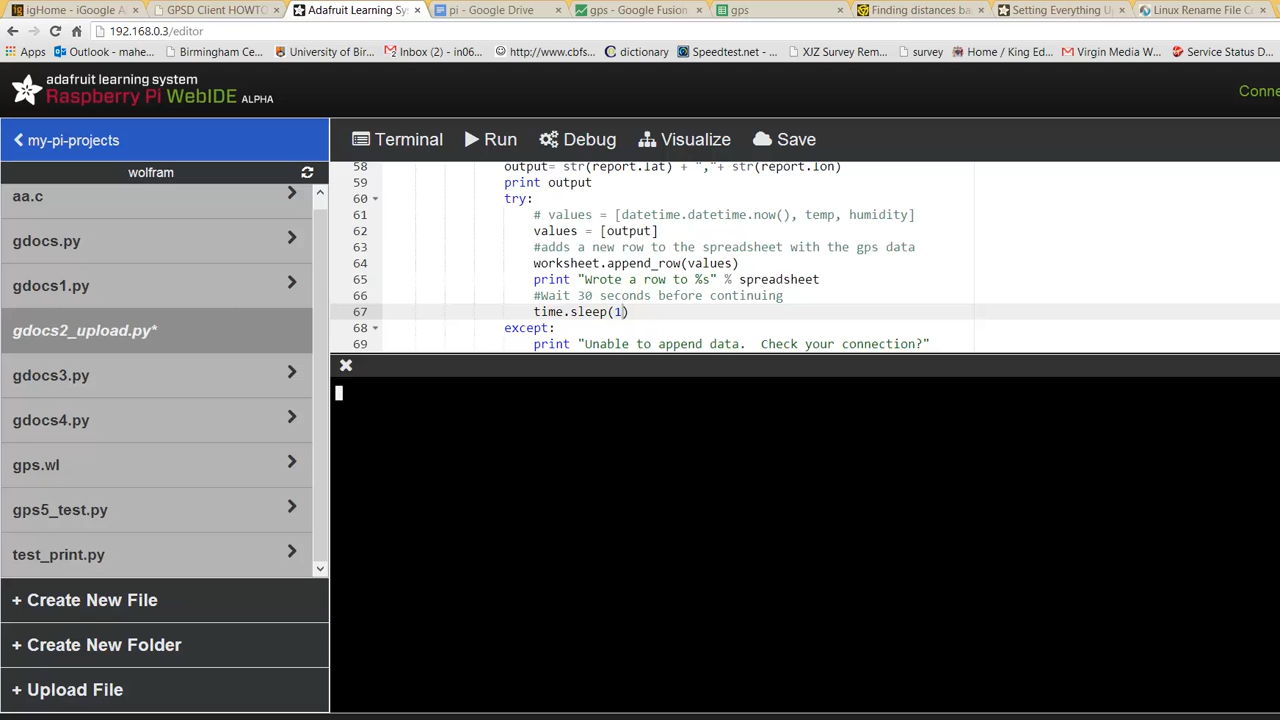 igHome - iGoogle A
GPSD Client HOWTO
Adafruit Learning Sy
pi - Google Drive
gps - Google Fusion
gps
Finding distances ba
Setting Everything U
Linux Rename File C
192.168.0.3/editor
Apps
Outlook - mahe...
Birmingham Ce...
University of Bir...
Inbox (2) - in06...
http://www.cbfs...
dictionary
Speedtest.net -...
XJZ Survey Rem...
survey
Home / King Ed...
Virgin Media W...
Service Status D
adafruit learning system
Raspberry Pi WebIDE ALPHA
Conne
my-pi-projects
Terminal
Run
Debug
Visualize
Save
wolfram
aa.c
gdocs.py
gdocs1.py
gdocs2_upload.py*
gdocs3.py
gdocs4.py
gps.wl
gps5_test.py
test_print.py
+ Create New File
+ Create New Folder
+ Upload File
58 output= str(report.lat) + ","+ str(report.lon)
59 print output
60 try:
61 # values = [datetime.datetime.now(), temp, humidity]
62 values = [output]
63 #adds a new row to the spreadsheet with the gps data
64 worksheet.append_row(values)
65 print "Wrote a row to %s" % spreadsheet
66 #Wait 30 seconds before continuing
67 time.sleep(1)
68 except:
69 print "Unable to append data.  Check your connection?"